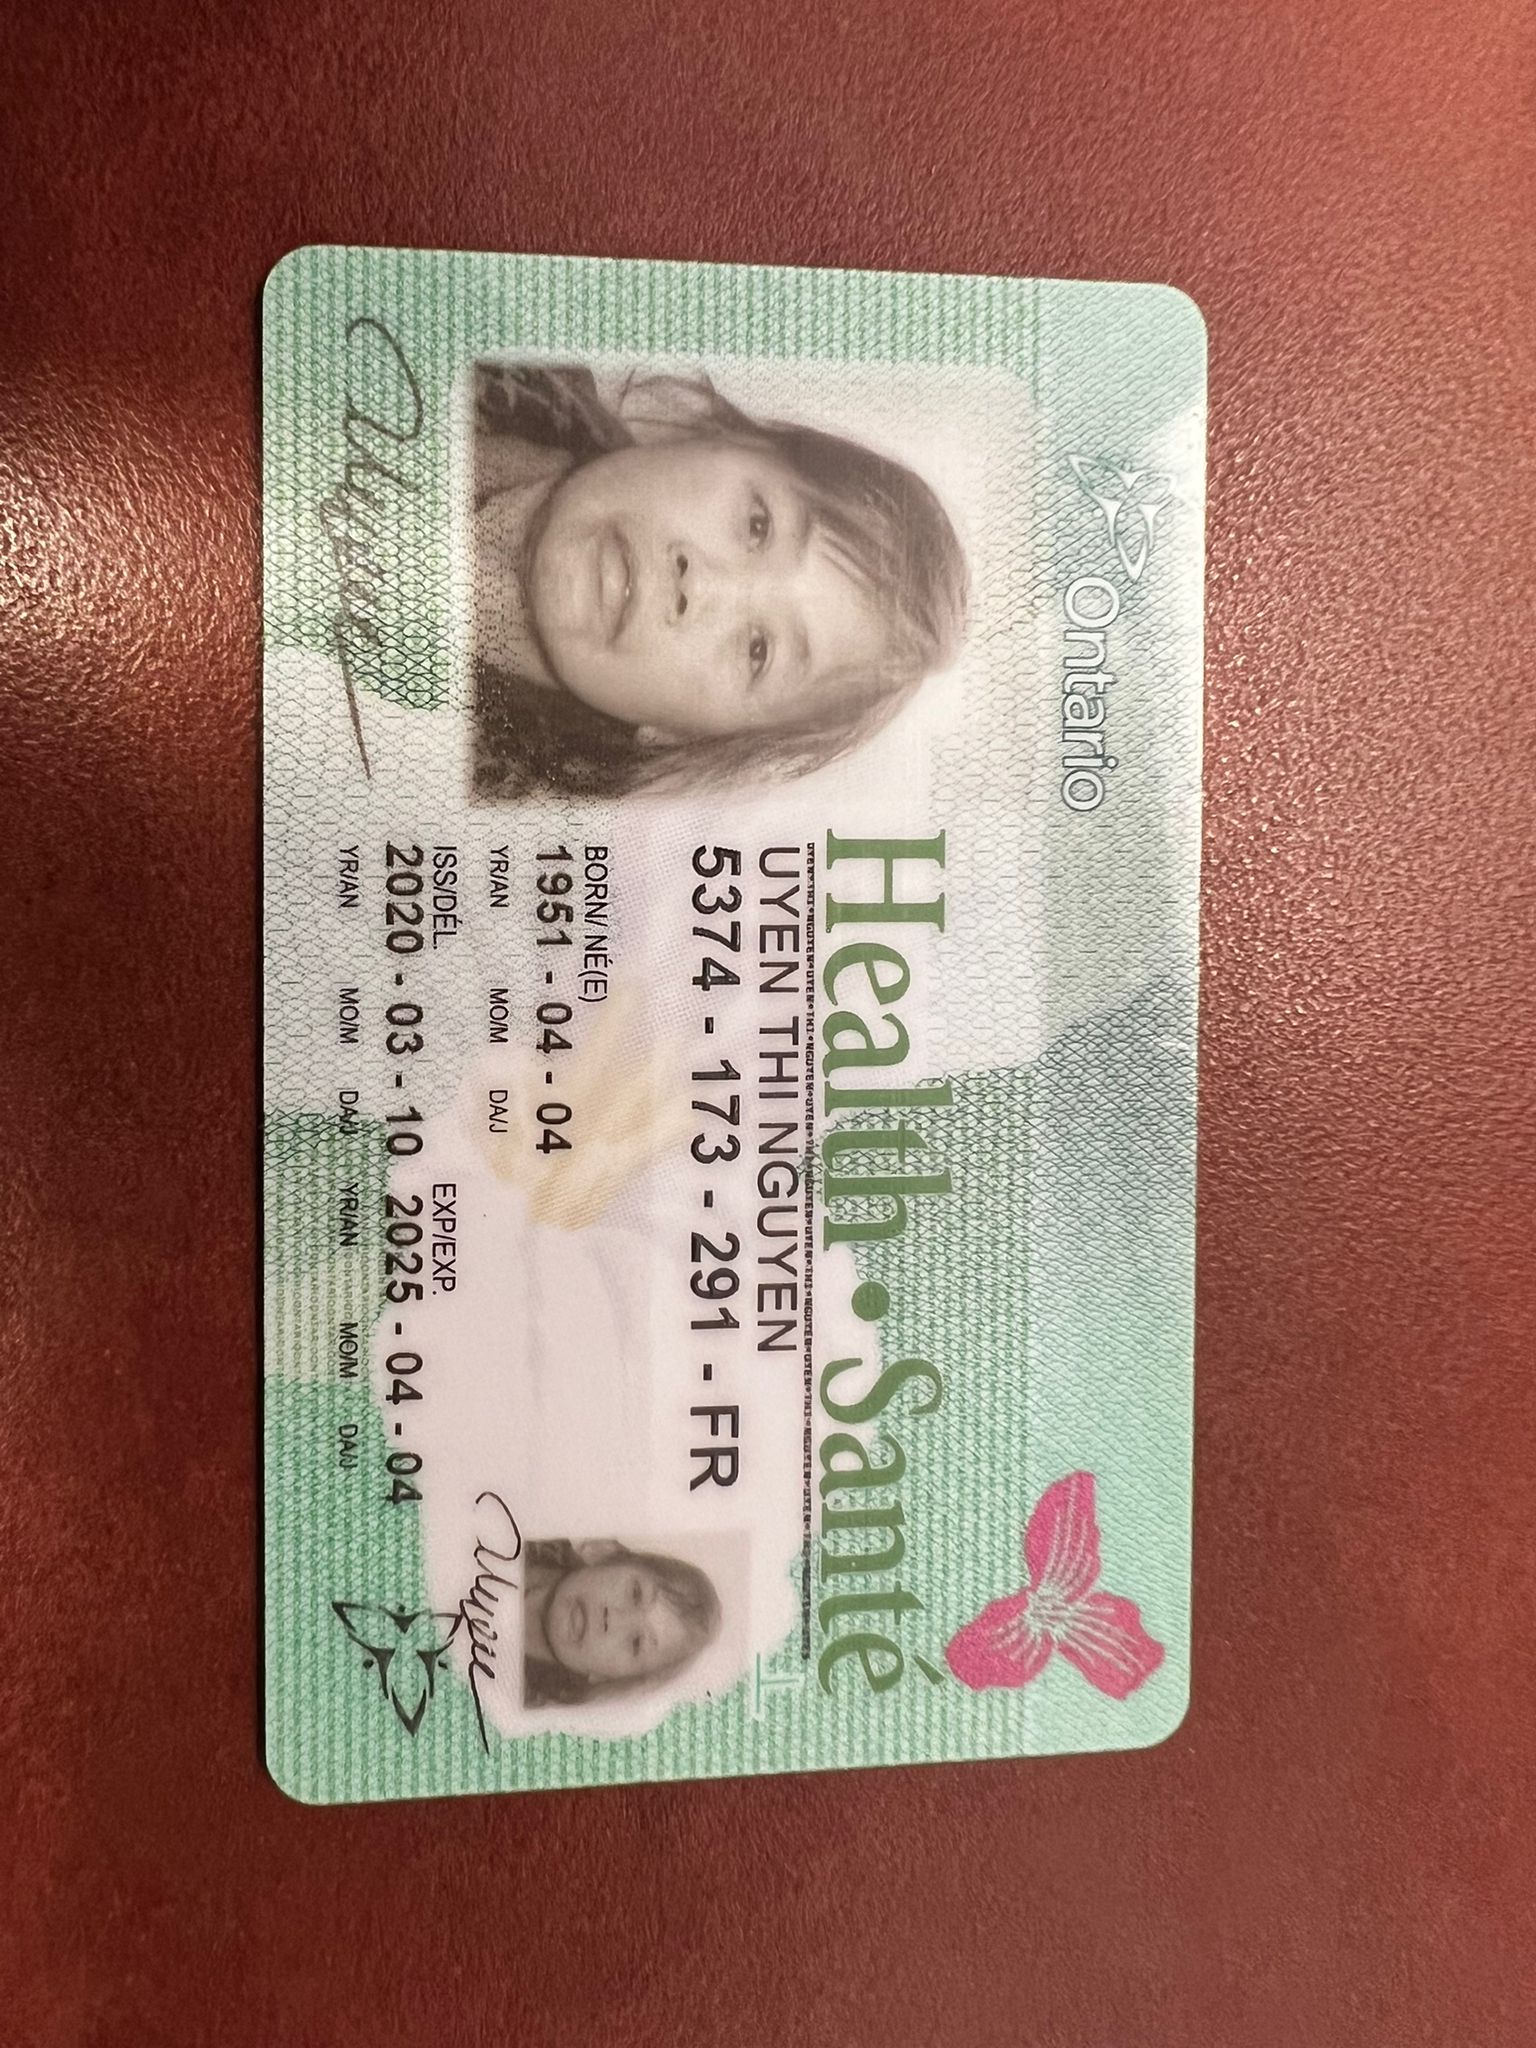 Ontario
Health • Santé
UYEN THI NGUYEN
5374 - 173 - 291 - FR
BORN/NÉ(E)
1951 - 04 - 04
YR/AN MO/M DA/J
ISS/DÉL. EXP/EXP.
2020 - 03 - 10 2025 - 04 - 04
YR/AN MO/M DA/J YR/AN MO/M DA/J